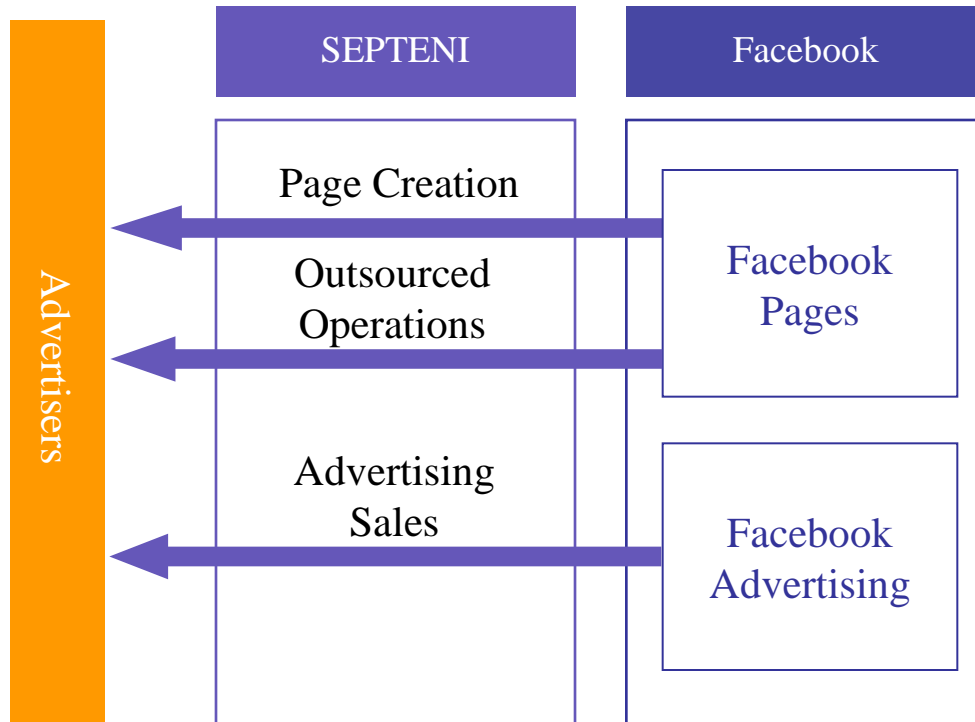 SEPTENI
Facebook
Advertisers
Page Creation
Outsourced
Operations
Advertising
Sales
Facebook
Pages
Facebook
Advertising